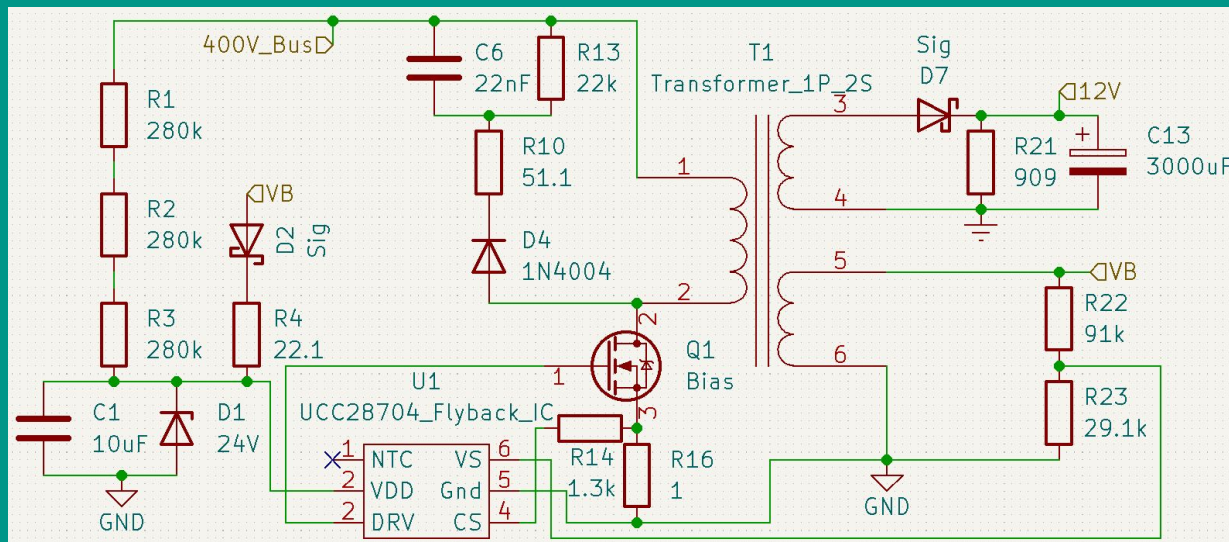 400V_Bus
C6
22nF
R13
22k
T1
Transformer_1P_2S
Sig
D7
12V
R1
280k
R10
51.1
3
R21
909
+
C13
3000uF
1
4
R2
280k
VB
D2
Sig
D4
1N4004
5
VB
R3
280k
R4
22.1
2
2
R22
91k
1
Q1
Bias
6
U1
UCC28704_Flyback_IC
3
R23
29.1k
C1
10uF
D1
24V
1
NTC
VS
6
2
VDD
Gnd
5
2
DRV
CS
4
R14
1.3k
R16
1
GND
GND